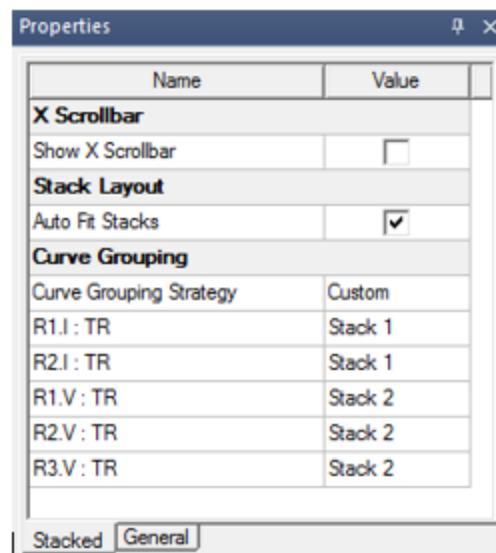 Properties
Name Value
X Scrollbar
Show X Scrollbar
Stack Layout
Auto Fit Stacks
Curve Grouping
Curve Grouping Strategy Custom
R1.I : TR Stack 1
R2.I : TR Stack 1
R1.V : TR Stack 2
R2.V : TR Stack 2
R3.V : TR Stack 2
Stacked General